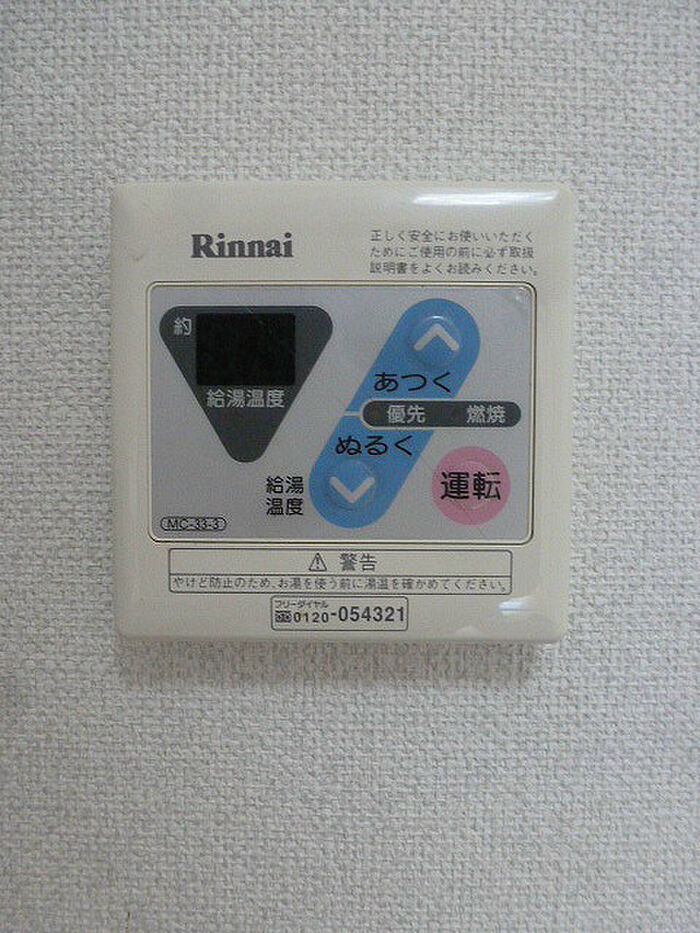 Rinnai
正しく安全にお使いいただく
ためにご使用の前に必ず取扱
説明書をよくお読みください。
約
給湯温度
あつく
優先 燃焼
ぬるく
給湯
温度
運転
MC-33-3
⚠ 警告
やけど防止のため、お湯を使う前に湯温を確かめてください。
フリーダイヤル
0120-054321